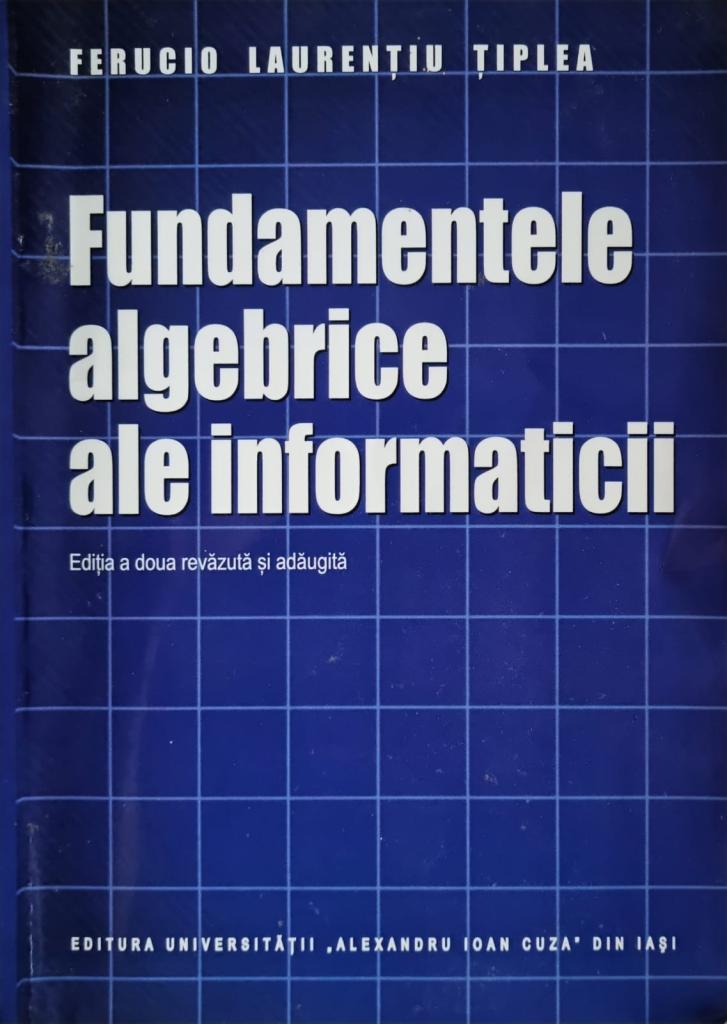 FERUCIO LAURENȚIU ȚIPLEA
Fundamentele
algebrice
ale informaticii
Ediția a doua revăzută și adăugită
EDITURA UNIVERSITĂȚII „ALEXANDRU IOAN CUZA” DIN IAȘI